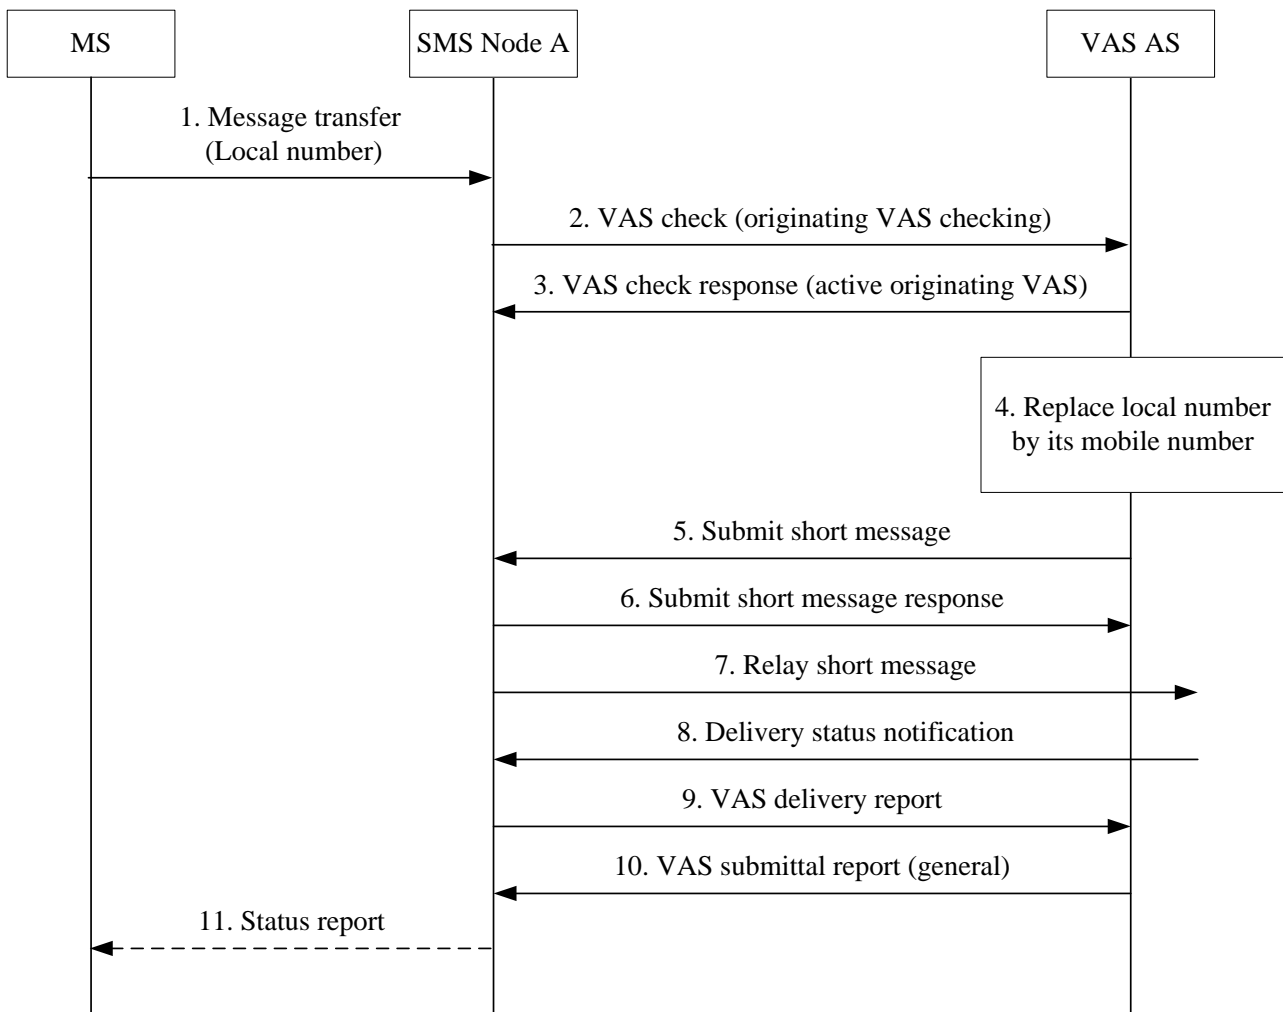 MS
SMS Node A
VAS AS
1. Message transfer
(Local number)
2. VAS check (originating VAS checking)
3. VAS check response (active originating VAS)
4. Replace local number
by its mobile number
5. Submit short message
6. Submit short message response
7. Relay short message
8. Delivery status notification
9. VAS delivery report
10. VAS submittal report (general)
11. Status report